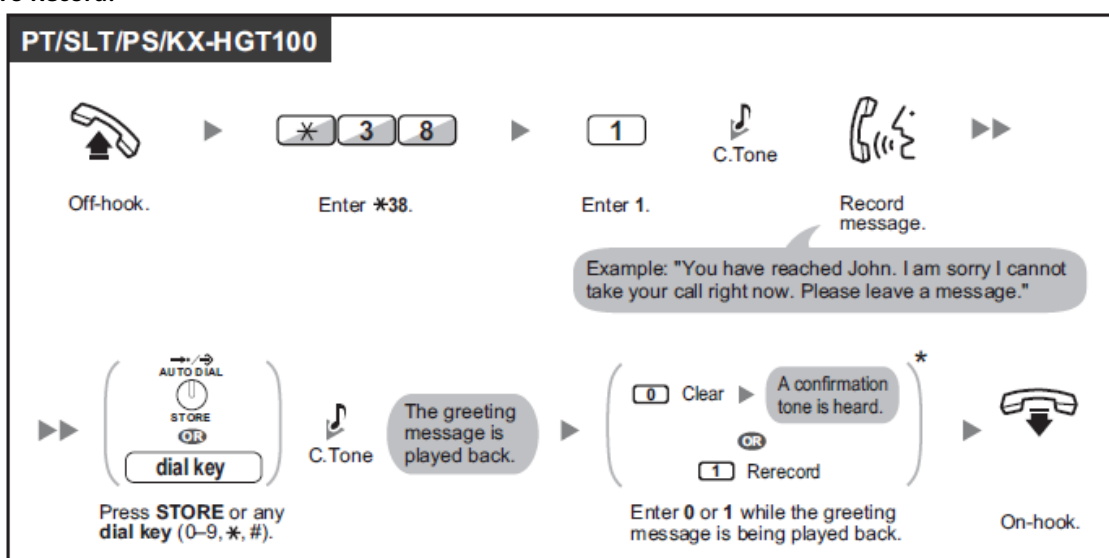 PT/SLT/PS/KX-HGT100
Off-hook.
✳ 3 8
Enter ✳38.
1
Enter 1.
C.Tone
Record
message.
Example: "You have reached John. I am sorry I cannot
take your call right now. Please leave a message."
AUTO DIAL
STORE
OR
dial key
Press STORE or any
dial key (0–9, ✳, #).
C.Tone
The greeting
message is
played back.
0 Clear
A confirmation
tone is heard.
OR
1 Rerecord
*
Enter 0 or 1 while the greeting
message is being played back.
On-hook.